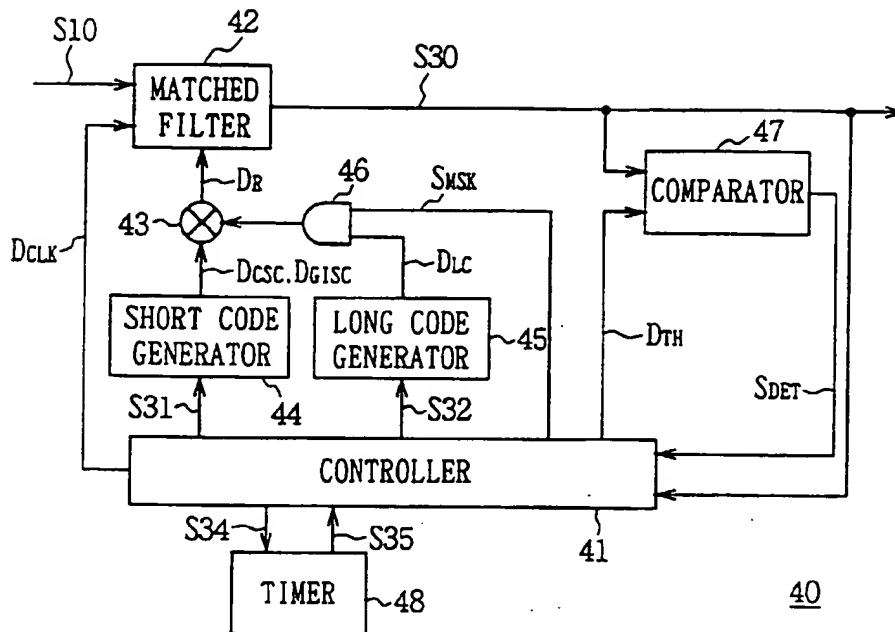 S10
42
MATCHED
FILTER
S30
47
COMPARATOR
DR
46
SMSK
43
DCLK
DCSC.DGISC
DLC
SHORT CODE
GENERATOR
LONG CODE
GENERATOR
45
DTH
S31
44
S32
SDET
CONTROLLER
41
S34
S35
TIMER
48
40